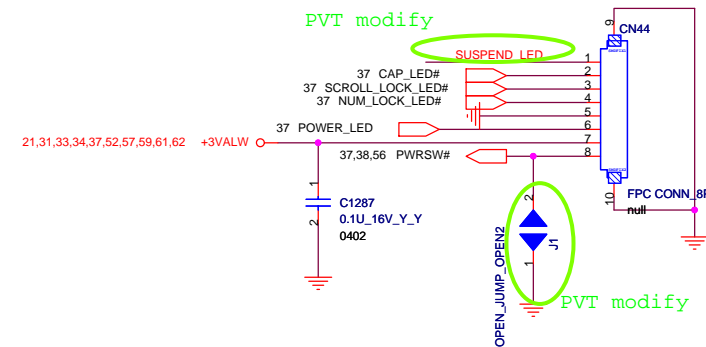 PVT modify
9
CN44
SUSPEND_LED
1
37 CAP_LED#
2
37 SCROLL_LOCK_LED#
3
37 NUM_LOCK_LED#
4
5
37 POWER_LED
6
21,31,33,34,37,52,57,59,61,62 +3VALW
7
37,38,56 PWRSW#
8
1
C1287
0.1U_16V_Y_Y
0402
2
2
J1
1
OPEN_JUMP_OPEN2
10
FPC CONN_8P
null
PVT modify